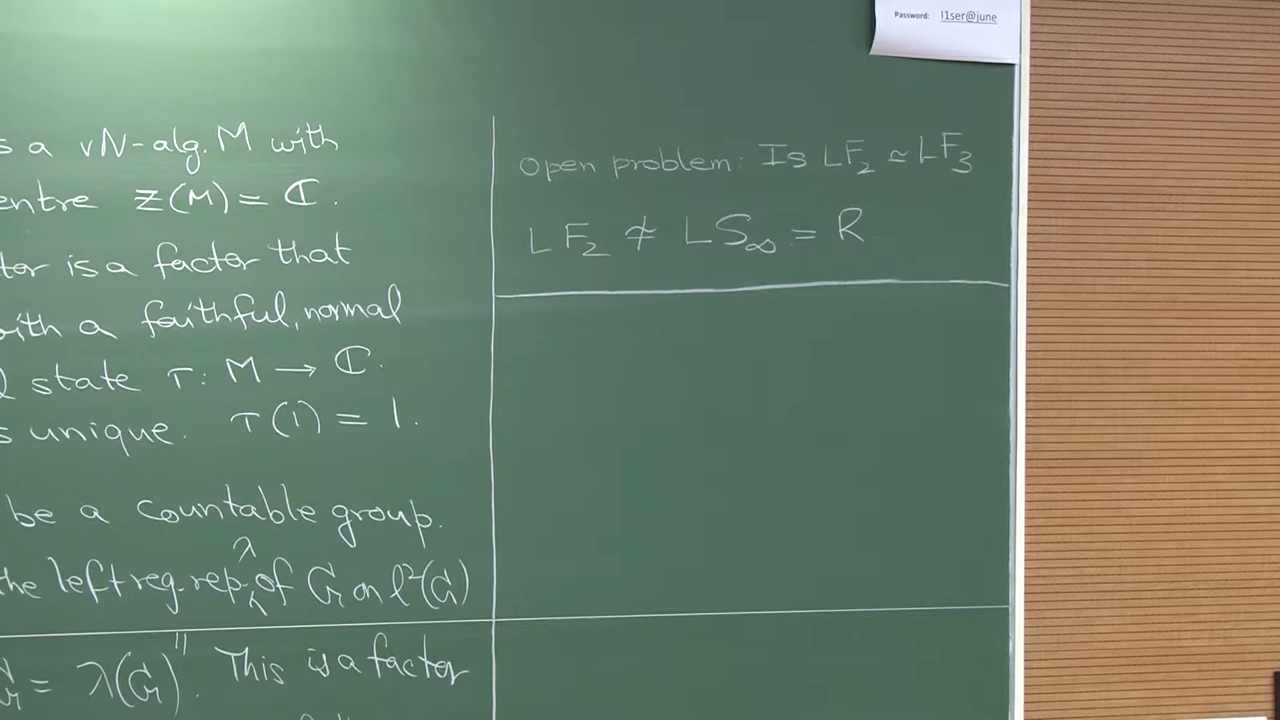 Password: l1ser@june
s a vN-alg. M with
entre Z(M) = ℂ.
tor is a factor that
with a faithful, normal
l state τ: M → ℂ.
s unique. τ(1) = 1.
be a countable group.
the left reg. rep. λ of G on l²(G)
= λ(G)''. This is a factor
Open problem: Is LF₂ ≃ LF₃
LF₂ ≄ LS∞ = R